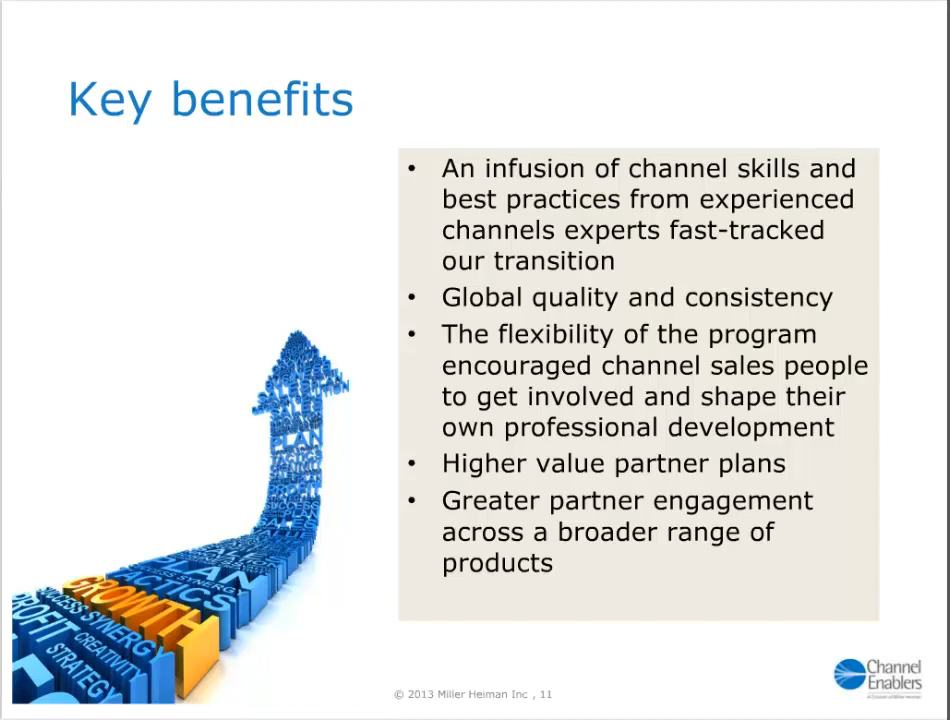 Key benefits
• An infusion of channel skills and
best practices from experienced
channels experts fast-tracked
our transition
• Global quality and consistency
• The flexibility of the program
encouraged channel sales people
to get involved and shape their
own professional development
• Higher value partner plans
• Greater partner engagement
across a broader range of
products
PLAN
PLAN
TACTICS
GROWTH
SUCCESS SYNERGY
PROFIT
CREATIVITY
STRATEGY
© 2013 Miller Heiman Inc , 11
Channel
Enablers